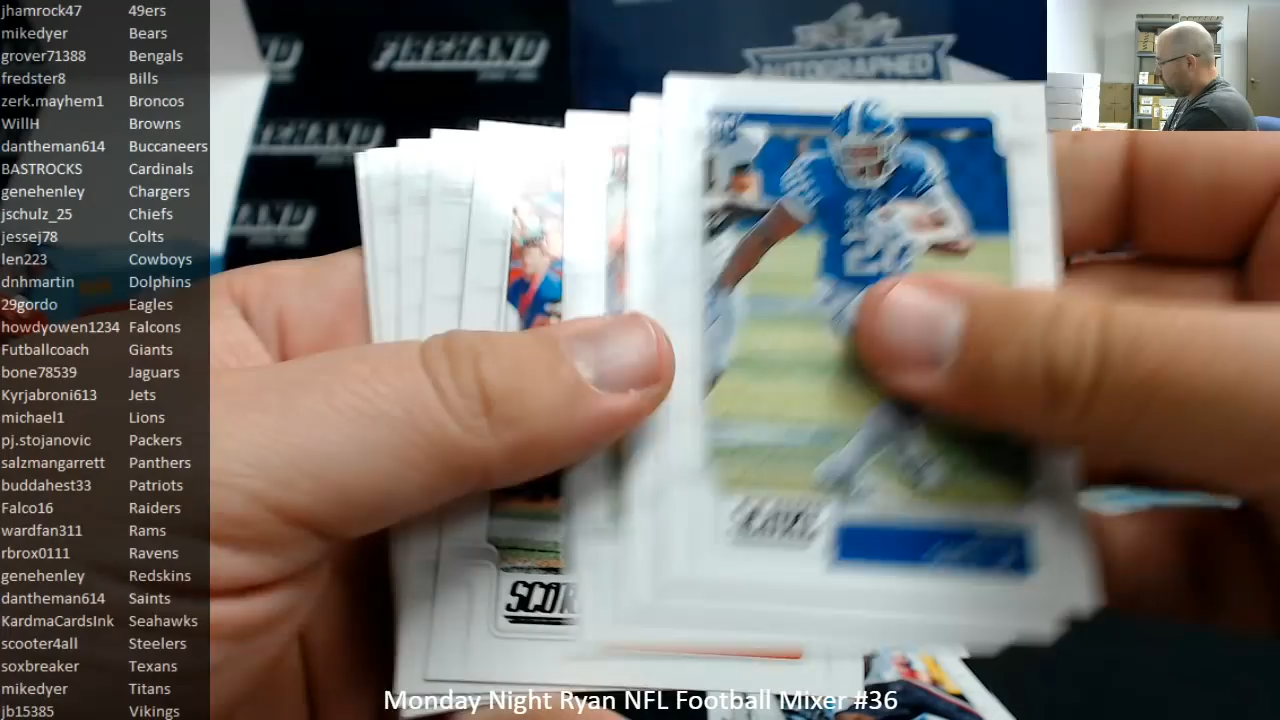 jhamrock47 49ers
mikedyer Bears
grover71388 Bengals
fredster8 Bills
zerk.mayhem1 Broncos
WillH Browns
dantheman614 Buccaneers
BASTROCKS Cardinals
genehenley Chargers
jschulz_25 Chiefs
jessej78 Colts
len223 Cowboys
dnhmartin Dolphins
29gordo Eagles
howdyowen1234 Falcons
Futballcoach Giants
bone78539 Jaguars
Kyrjabroni613 Jets
michael1 Lions
pj.stojanovic Packers
salzmangarrett Panthers
buddahest33 Patriots
Falco16 Raiders
wardfan311 Rams
rbrox0111 Ravens
genehenley Redskins
dantheman614 Saints
KardmaCardsInk Seahawks
scooter4all Steelers
soxbreaker Texans
mikedyer Titans
jb15385 Vikings
FIREHAND
AUTOGRAPHED
SCOR
Monday Night Ryan NFL Football Mixer #36